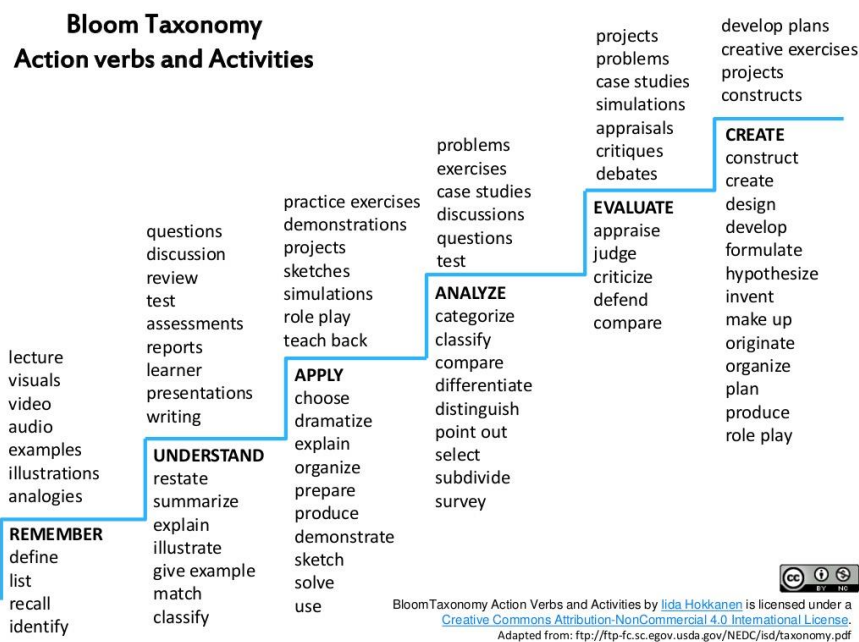 Bloom Taxonomy
Action verbs and Activities
lecture
visuals
video
audio
examples
illustrations
analogies
REMEMBER
define
list
recall
identify
questions
discussion
review
test
assessments
reports
learner
presentations
writing
UNDERSTAND
restate
summarize
explain
illustrate
give example
match
classify
practice exercises
demonstrations
projects
sketches
simulations
role play
teach back
APPLY
choose
dramatize
explain
organize
prepare
produce
demonstrate
sketch
solve
use
problems
exercises
case studies
discussions
questions
test
ANALYZE
categorize
classify
compare
differentiate
distinguish
point out
select
subdivide
survey
projects
problems
case studies
simulations
appraisals
critiques
debates
EVALUATE
appraise
judge
criticize
defend
compare
develop plans
creative exercises
projects
constructs
CREATE
construct
create
design
develop
formulate
hypothesize
invent
make up
originate
organize
plan
produce
role play
cc
BY NC
BloomTaxonomy Action Verbs and Activities by Iida Hokkanen is licensed under a
Creative Commons Attribution-NonCommercial 4.0 International License.
Adapted from: ftp://ftp-fc.sc.egov.usda.gov/NEDC/isd/taxonomy.pdf